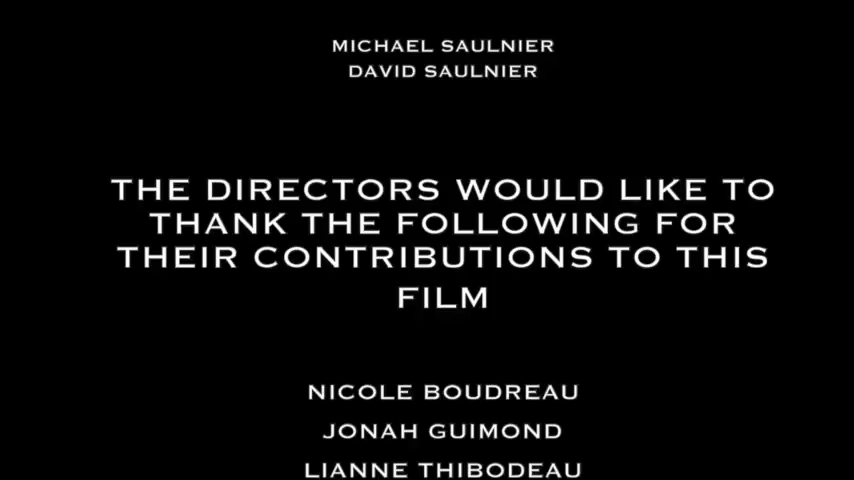 MICHAEL SAULNIER
DAVID SAULNIER
THE DIRECTORS WOULD LIKE TO
THANK THE FOLLOWING FOR
THEIR CONTRIBUTIONS TO THIS
FILM
NICOLE BOUDREAU
JONAH GUIMOND
LIANNE THIBODEAU